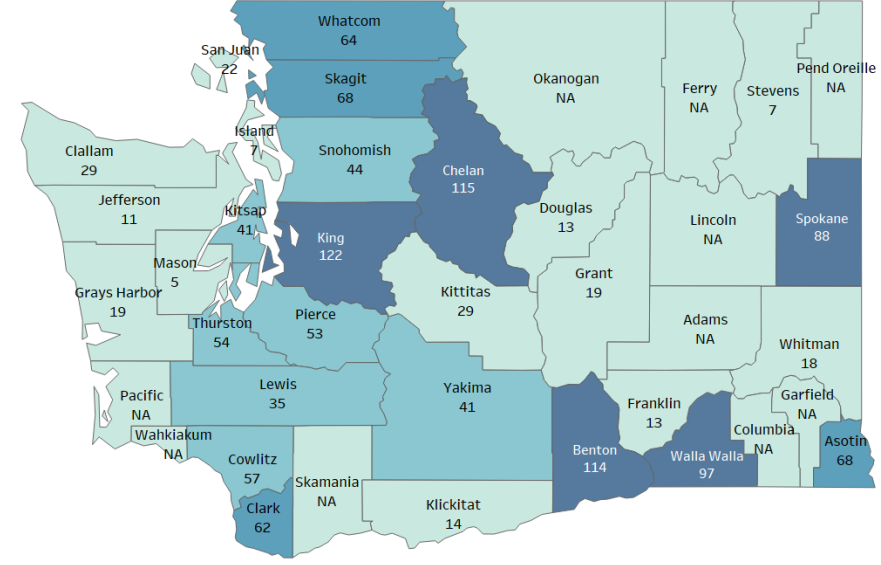 Whatcom
64
San Juan
22
Skagit
68
Okanogan
NA
Ferry
NA
Stevens
7
Pend Oreille
NA
Island
7
Clallam
29
Snohomish
44
Chelan
115
Jefferson
11
Kitsap
41
King
122
Douglas
13
Lincoln
NA
Spokane
88
Mason
5
Grays Harbor
19
Kittitas
29
Grant
19
Thurston
54
Pierce
53
Adams
NA
Whitman
18
Pacific
NA
Lewis
35
Yakima
41
Franklin
13
Garfield
NA
Wahkiakum
NA
Columbia
NA
Asotin
68
Benton
114
Walla Walla
97
Cowlitz
57
Skamania
NA
Klickitat
14
Clark
62